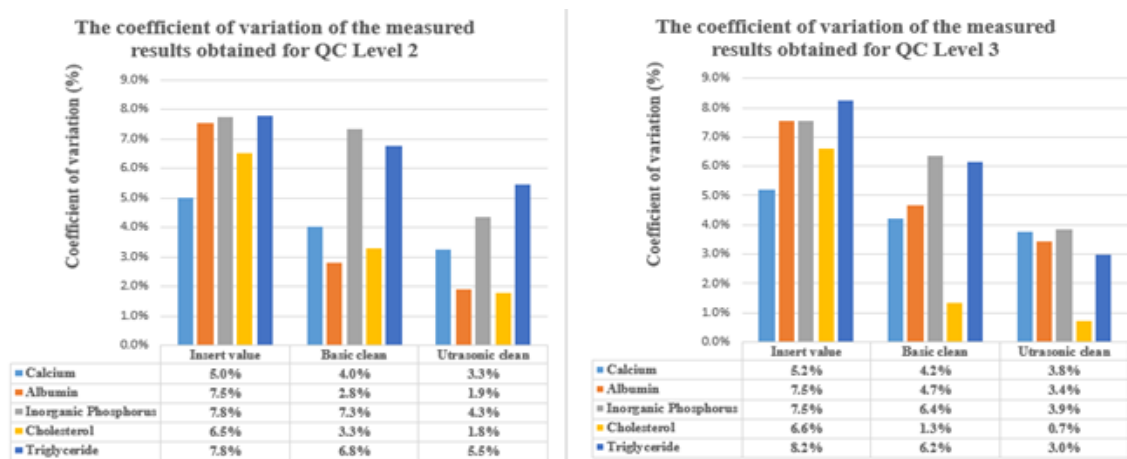 The coefficient of variation of the measured
results obtained for QC Level 2
Coefficient of variation (%)
9.0%
8.0%
7.0%
6.0%
5.0%
4.0%
3.0%
2.0%
1.0%
0.0%
Insert value Basic clean Utrasonic clean
Calcium 5.0% 4.0% 3.3%
Albumin 7.5% 2.8% 1.9%
Inorganic Phosphorus 7.8% 7.3% 4.3%
Cholesterol 6.5% 3.3% 1.8%
Triglyceride 7.8% 6.8% 5.5%
The coefficient of variation of the measured
results obtained for QC Level 3
Coefficient of variation (%)
9.0%
8.0%
7.0%
6.0%
5.0%
4.0%
3.0%
2.0%
1.0%
0.0%
Insert value Basic clean Utrasonic clean
Calcium 5.2% 4.2% 3.8%
Albumin 7.5% 4.7% 3.4%
Inorganic Phosphorus 7.5% 6.4% 3.9%
Cholesterol 6.6% 1.3% 0.7%
Triglyceride 8.2% 6.2% 3.0%